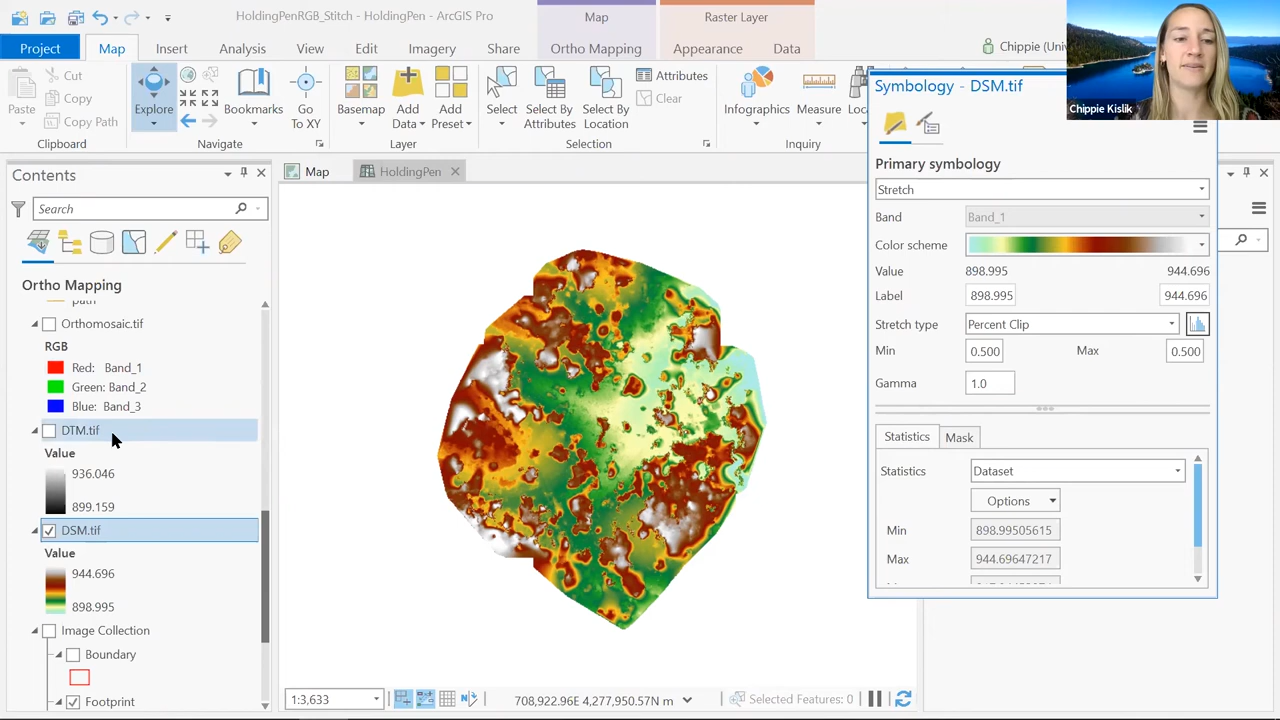 HoldingPenRGB_Stitch - HoldingPen - ArcGIS Pro
Map
Raster Layer
Project
Map
Insert
Analysis
View
Edit
Imagery
Share
Ortho Mapping
Appearance
Data
Chippie (Univ
Chippie Kislik
Paste
Cut
Copy
Copy Path
Clipboard
Explore
Bookmarks
Go To XY
Navigate
Basemap
Add Data
Add Preset
Layer
Select
Select By Attributes
Select By Location
Attributes
Clear
Selection
Infographics
Measure
Loc
Inquiry
Contents
Search
Ortho Mapping
Orthomosaic.tif
RGB
Red: Band_1
Green: Band_2
Blue: Band_3
DTM.tif
Value
936.046
899.159
DSM.tif
Value
944.696
898.995
Image Collection
Boundary
Footprint
Map
HoldingPen
1:3,633
708,922.96E 4,277,950.57N m
Selected Features: 0
Symbology - DSM.tif
Primary symbology
Stretch
Band
Band_1
Color scheme
Value
898.995
944.696
Label
898.995
944.696
Stretch type
Percent Clip
Min
0.500
Max
0.500
Gamma
1.0
Statistics
Mask
Statistics
Dataset
Options
Min
898.99505615
Max
944.69647217